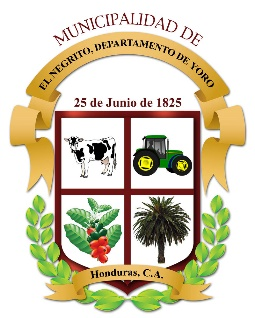 MUNICIPALIDAD DE
EL NEGRITO, DEPARTAMENTO DE YORO
25 de Junio de 1825
Honduras, C.A.